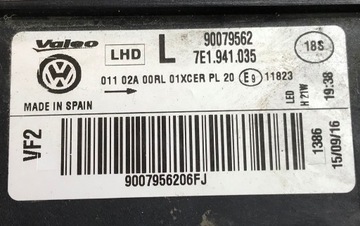 Valeo
LHD
L
90079562
7E1.941.035
18S
011 02A 00RL 01XCER PL 20 E9 11823
MADE IN SPAIN
LED
H 21W
19:38
VF2
1386
15/09/16
9007956206FJ